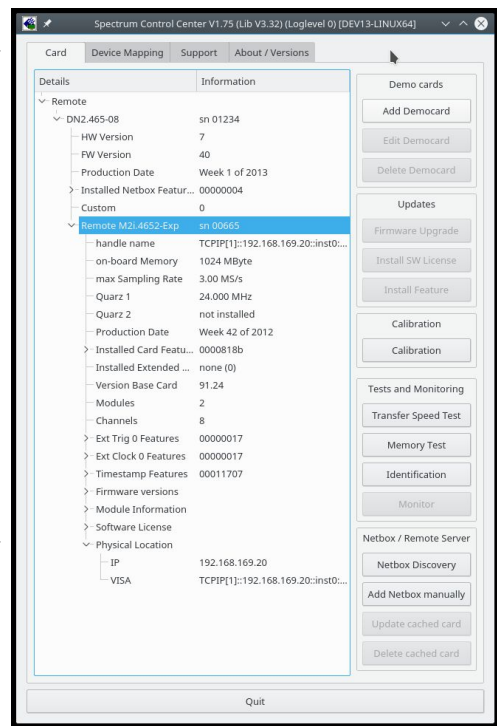 Spectrum Control Center V1.75 (Lib V3.32) (Loglevel 0) [DEV13-LINUX64]
Card Device Mapping Support About / Versions
Details Information
Remote
DN2.465-08 sn 01234
HW Version 7
FW Version 40
Production Date Week 1 of 2013
Installed Netbox Featur... 00000004
Custom 0
Remote M2i.4652-Exp sn 00665
handle name TCPIP[1]::192.168.169.20::inst0:...
on-board Memory 1024 MByte
max Sampling Rate 3.00 MS/s
Quarz 1 24.000 MHz
Quarz 2 not installed
Production Date Week 42 of 2012
Installed Card Featu... 0000818b
Installed Extended ... none (0)
Version Base Card 91.24
Modules 2
Channels 8
Ext Trig 0 Features 00000017
Ext Clock 0 Features 00000017
Timestamp Features 00011707
Firmware versions
Module Information
Software License
Physical Location
IP 192.168.169.20
VISA TCPIP[1]::192.168.169.20::inst0:...
Demo cards
Add Democard
Edit Democard
Delete Democard
Updates
Firmware Upgrade
Install SW License
Install Feature
Calibration
Calibration
Tests and Monitoring
Transfer Speed Test
Memory Test
Identification
Monitor
Netbox / Remote Server
Netbox Discovery
Add Netbox manually
Update cached card
Delete cached card
Quit